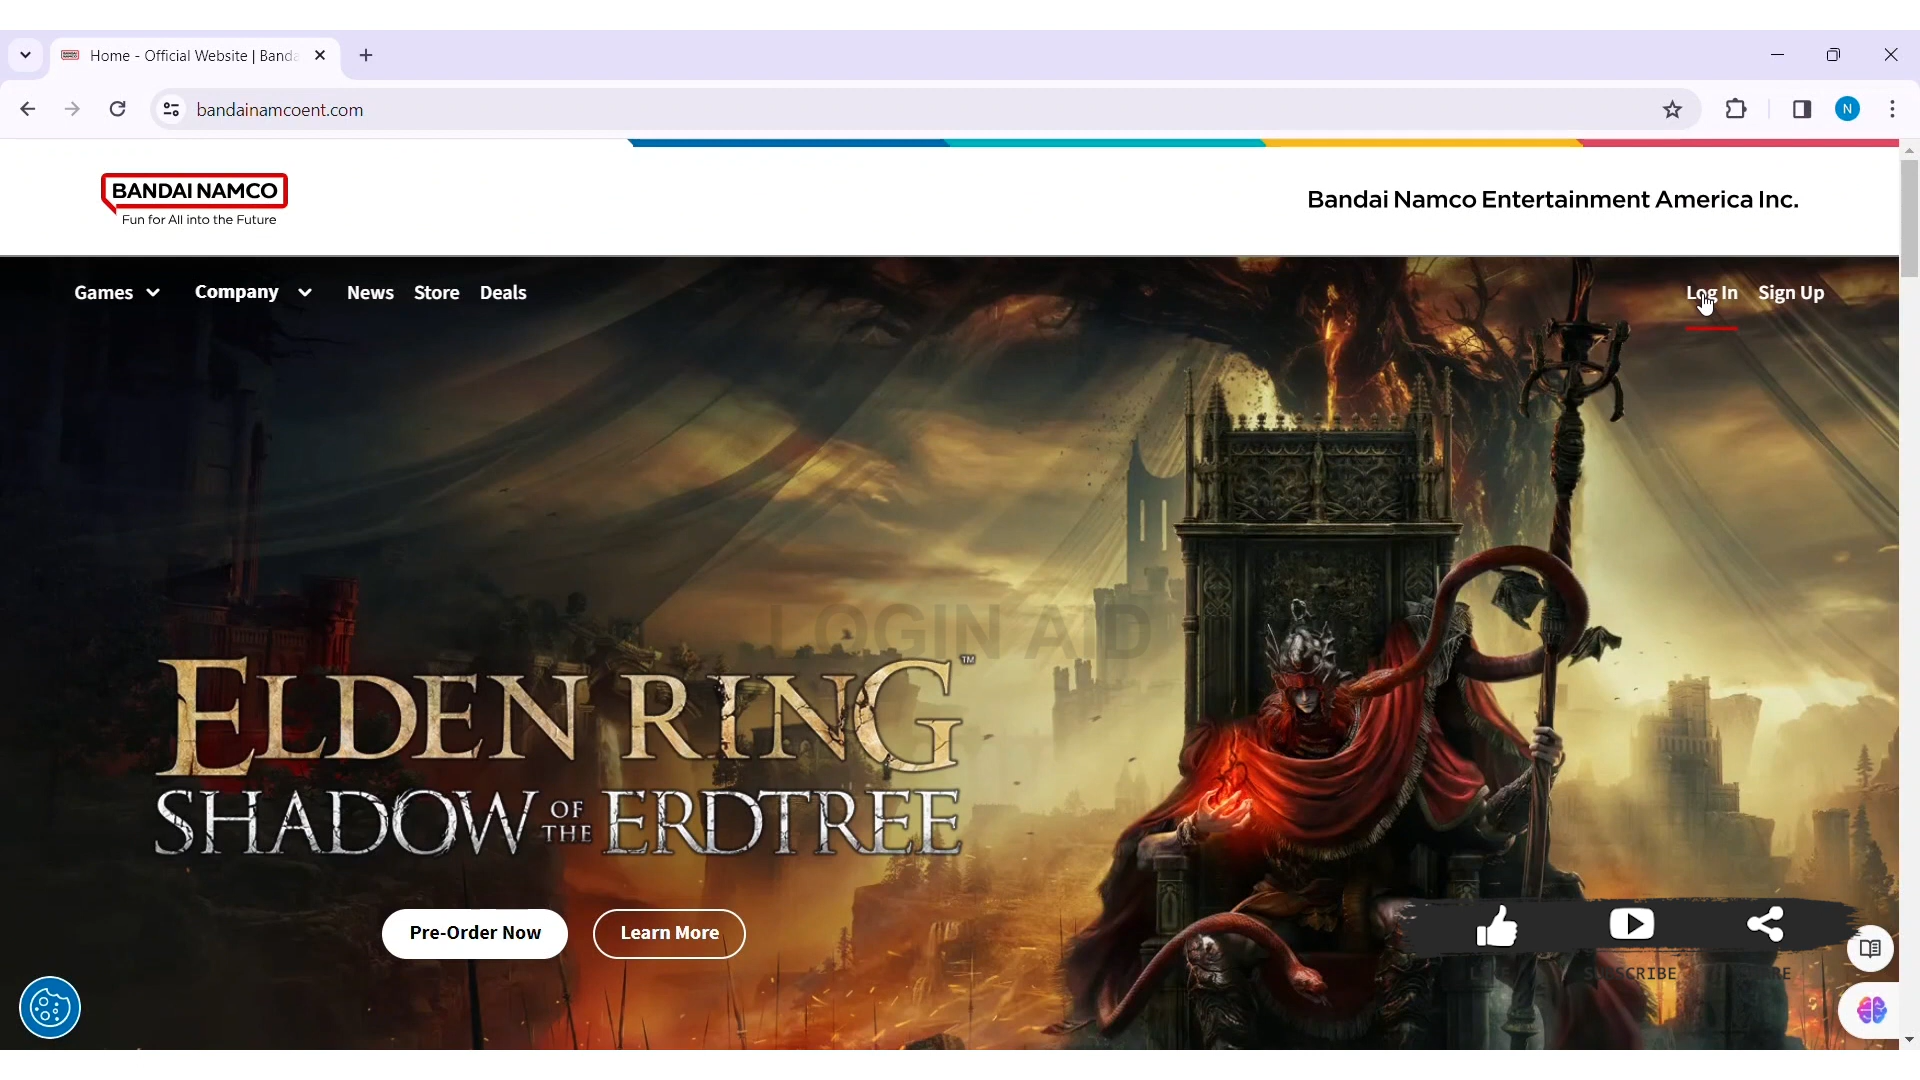 Home - Official Website | Banda
bandainamcoent.com
BANDAI NAMCO
Fun for All into the Future
Bandai Namco Entertainment America Inc.
Games
Company
News
Store
Deals
Log In
Sign Up
LOGIN AID
ELDEN RING™
SHADOW OF THE ERDTREE
Pre-Order Now
Learn More
N